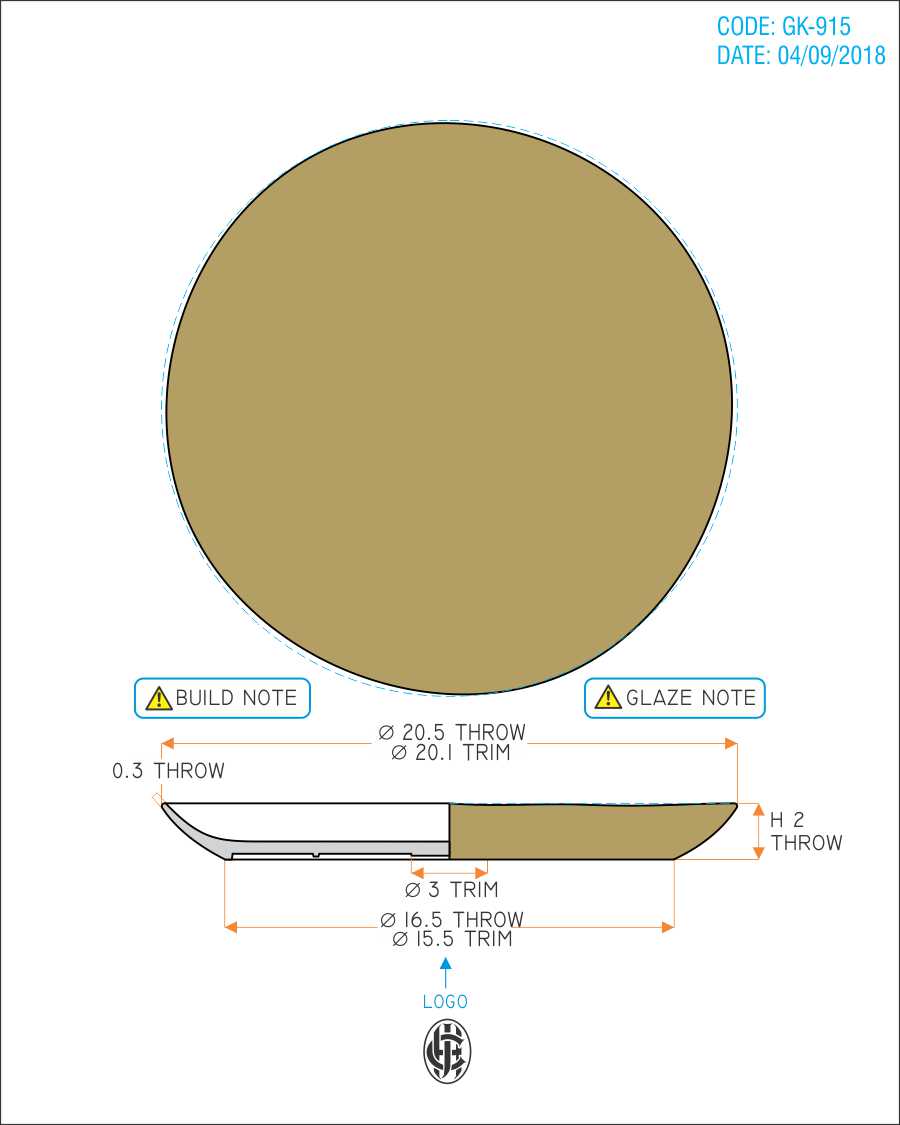 CODE: GK-915
DATE: 04/09/2018
BUILD NOTE
GLAZE NOTE
Ø 20.5 THROW
Ø 20.1 TRIM
0.3 THROW
H 2
THROW
Ø 3 TRIM
Ø 16.5 THROW
Ø 15.5 TRIM
LOGO